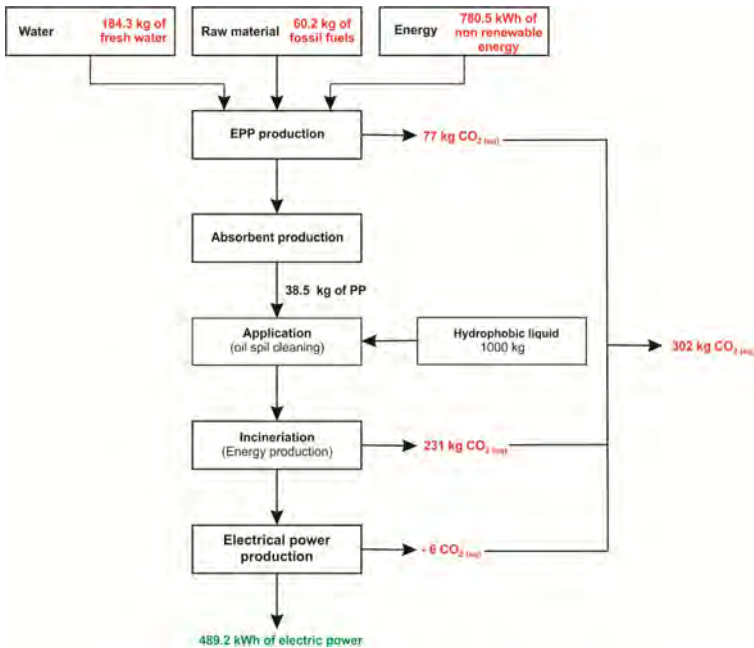 Water
184.3 kg of
fresh water
Raw material
60.2 kg of
fossil fuels
Energy
780.5 kWh of
non renewable
energy
EPP production
77 kg CO₂ (eq)
Absorbent production
38.5 kg of PP
Application
(oil spil cleaning)
Hydrophobic liquid
1000 kg
302 kg CO₂ (eq)
Incineriation
(Energy production)
231 kg CO₂ (eq)
Electrical power
production
- 6 CO₂ (eq)
489.2 kWh of electric power